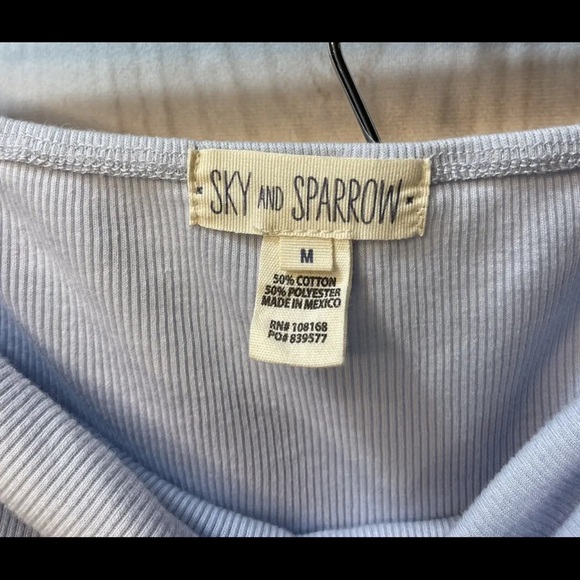 SKY AND SPARROW
M
50% COTTON
50% POLYESTER
MADE IN MEXICO
RN# 108168
PO# 839577